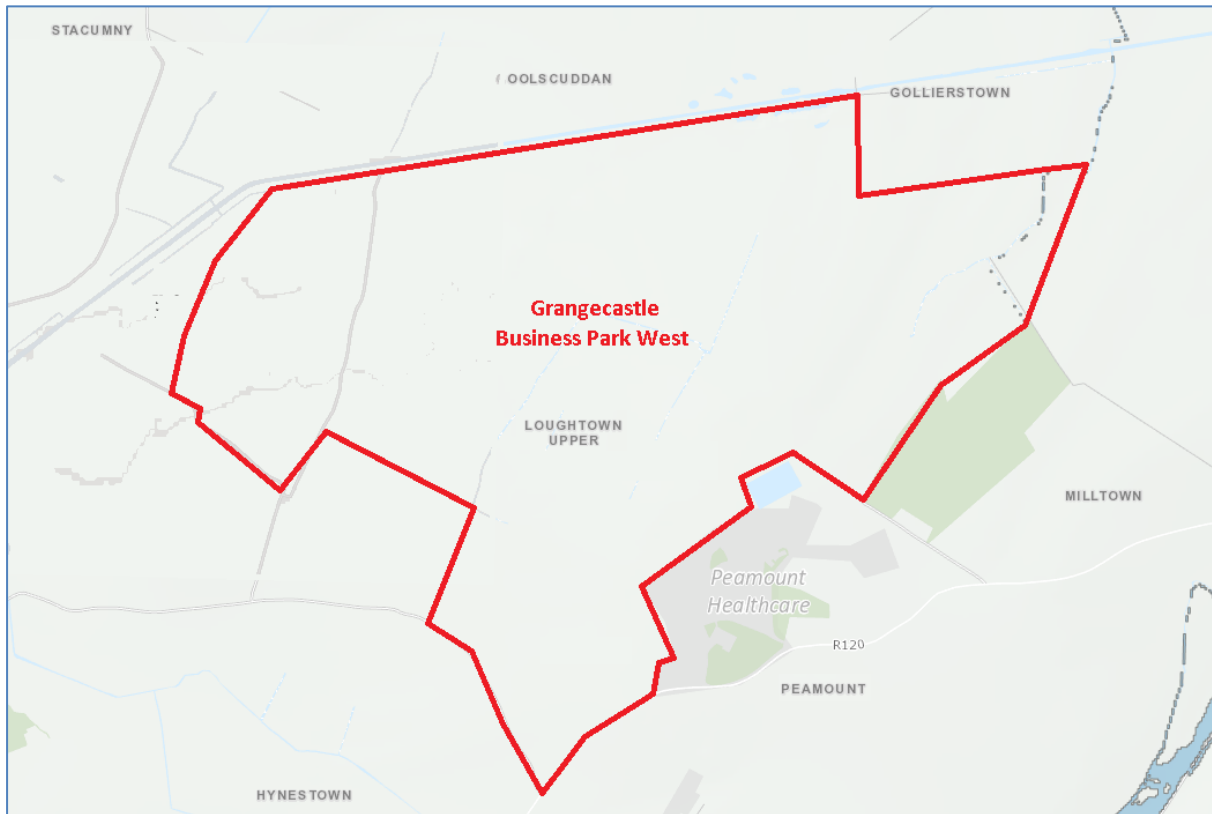 STACUMNY
OOLSCUDDAN
GOLLIERSTOWN
Grangecastle
Business Park West
LOUGHTOWN
UPPER
MILLTOWN
Peamount
Healthcare
R120
PEAMOUNT
HYNESTOWN